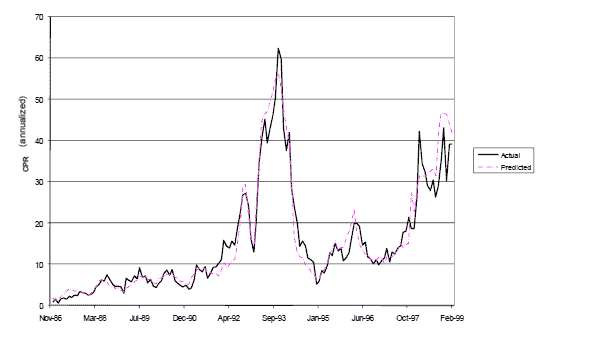 70
60
50
40
30
20
10
0
CPR (annualized)
Nov-86 Mar-88 Jul-89 Dec-90 Apr-92 Sep-93 Jan-95 Jun-96 Oct-97 Feb-99
Actual
Predicted